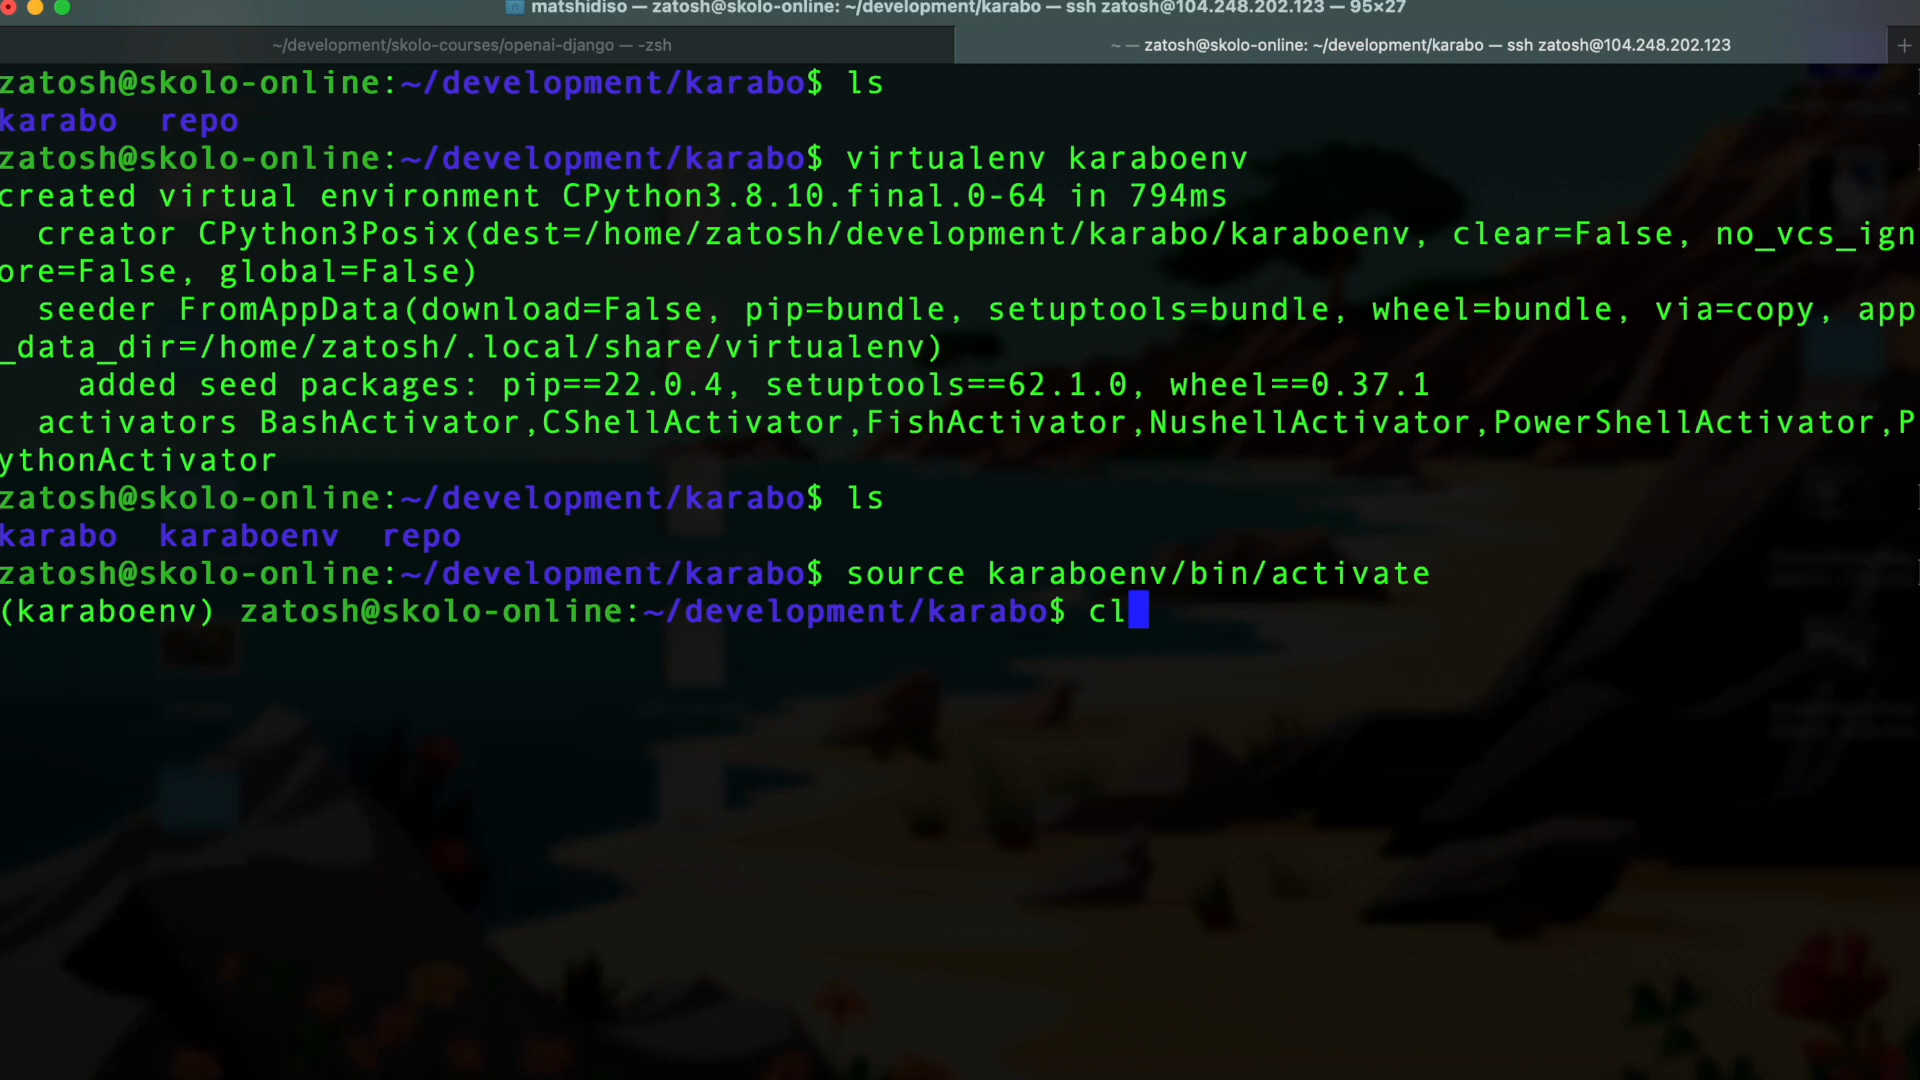 matshidiso — zatosh@skolo-online: ~/development/karabo — ssh zatosh@104.248.202.123 — 95×27
~/development/skolo-courses/openai-django — -zsh
~ — zatosh@skolo-online: ~/development/karabo — ssh zatosh@104.248.202.123
+
zatosh@skolo-online:~/development/karabo$ ls
karabo  repo
zatosh@skolo-online:~/development/karabo$ virtualenv karaboenv
created virtual environment CPython3.8.10.final.0-64 in 794ms
  creator CPython3Posix(dest=/home/zatosh/development/karabo/karaboenv, clear=False, no_vcs_ign
ore=False, global=False)
  seeder FromAppData(download=False, pip=bundle, setuptools=bundle, wheel=bundle, via=copy, app
_data_dir=/home/zatosh/.local/share/virtualenv)
    added seed packages: pip==22.0.4, setuptools==62.1.0, wheel==0.37.1
  activators BashActivator,CShellActivator,FishActivator,NushellActivator,PowerShellActivator,P
ythonActivator
zatosh@skolo-online:~/development/karabo$ ls
karabo  karaboenv  repo
zatosh@skolo-online:~/development/karabo$ source karaboenv/bin/activate
(karaboenv) zatosh@skolo-online:~/development/karabo$ cl